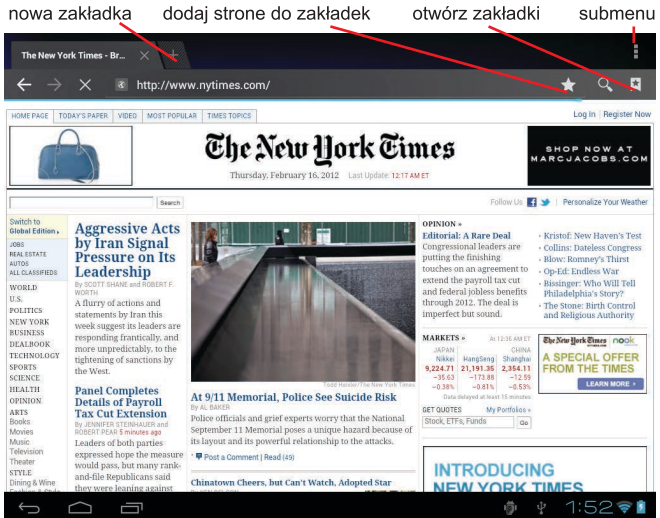 nowa zakładka dodaj strone do zakładek otwórz zakładki submenu
The New York Times - Br...
http://www.nytimes.com/
HOME PAGE TODAY'S PAPER VIDEO MOST POPULAR TIMES TOPICS
Log In Register Now
The New York Times
Thursday, February 16, 2012 Last Update: 12:17 AM ET
SHOP NOW AT
MARCJACOBS.COM
Search
Follow Us Personalize Your Weather
Switch to
Global Edition
JOBS
REAL ESTATE
AUTOS
ALL CLASSIFIEDS
WORLD
U.S.
POLITICS
NEW YORK
BUSINESS
DEALBOOK
TECHNOLOGY
SPORTS
SCIENCE
HEALTH
OPINION
ARTS
Books
Movies
Music
Television
Theater
STYLE
Dining & Wine
Fashion & Style
Aggressive Acts
by Iran Signal
Pressure on Its
Leadership
By SCOTT SHANE and ROBERT F.
WORTH
A flurry of actions and
statements by Iran this
week suggest its leaders are
responding frantically, and
more unpredictably, to the
tightening of sanctions by
the West.
Panel Completes
Details of Payroll
Tax Cut Extension
By JENNIFER STEINHAUER and
ROBERT PEAR 5 minutes ago
Leaders of both parties
expressed hope the measure
would pass, but many rank-
and-file Republicans said
they were leaning against
Todd Heisler/The New York Times
At 9/11 Memorial, Police See Suicide Risk
By AL BAKER
Police officials and grief experts worry that the National
September 11 Memorial poses a unique hazard because of
its layout and its powerful relationship to the attacks.
Post a Comment | Read (49)
Chinatown Cheers, but Can't Watch, Adopted Star
OPINION »
Editorial: A Rare Deal
Congressional leaders are
putting the finishing
touches on an agreement to
extend the payroll tax cut
and federal jobless benefits
through 2012. The deal is
imperfect but sound.
• Kristof: New Haven's Test
• Collins: Dateless Congress
• Blow: Romney's Thirst
• Op-Ed: Endless War
• Bissinger: Who Will Tell
Philadelphia's Story?
• The Stone: Birth Control
and Religious Authority
MARKETS » At 12:36 AM ET
JAPAN CHINA
Nikkei HangSeng Shanghai
9,224.71 21,191.35 2,354.11
−35.63 −173.88 −12.59
−0.38% −0.81% −0.53%
Data delayed at least 15 minutes
GET QUOTES My Portfolios »
Stock, ETFs, Funds Go
The New York Times nook
A SPECIAL OFFER
FROM THE TIMES
LEARN MORE
INTRODUCING
NEW YORK TIMES
1:52